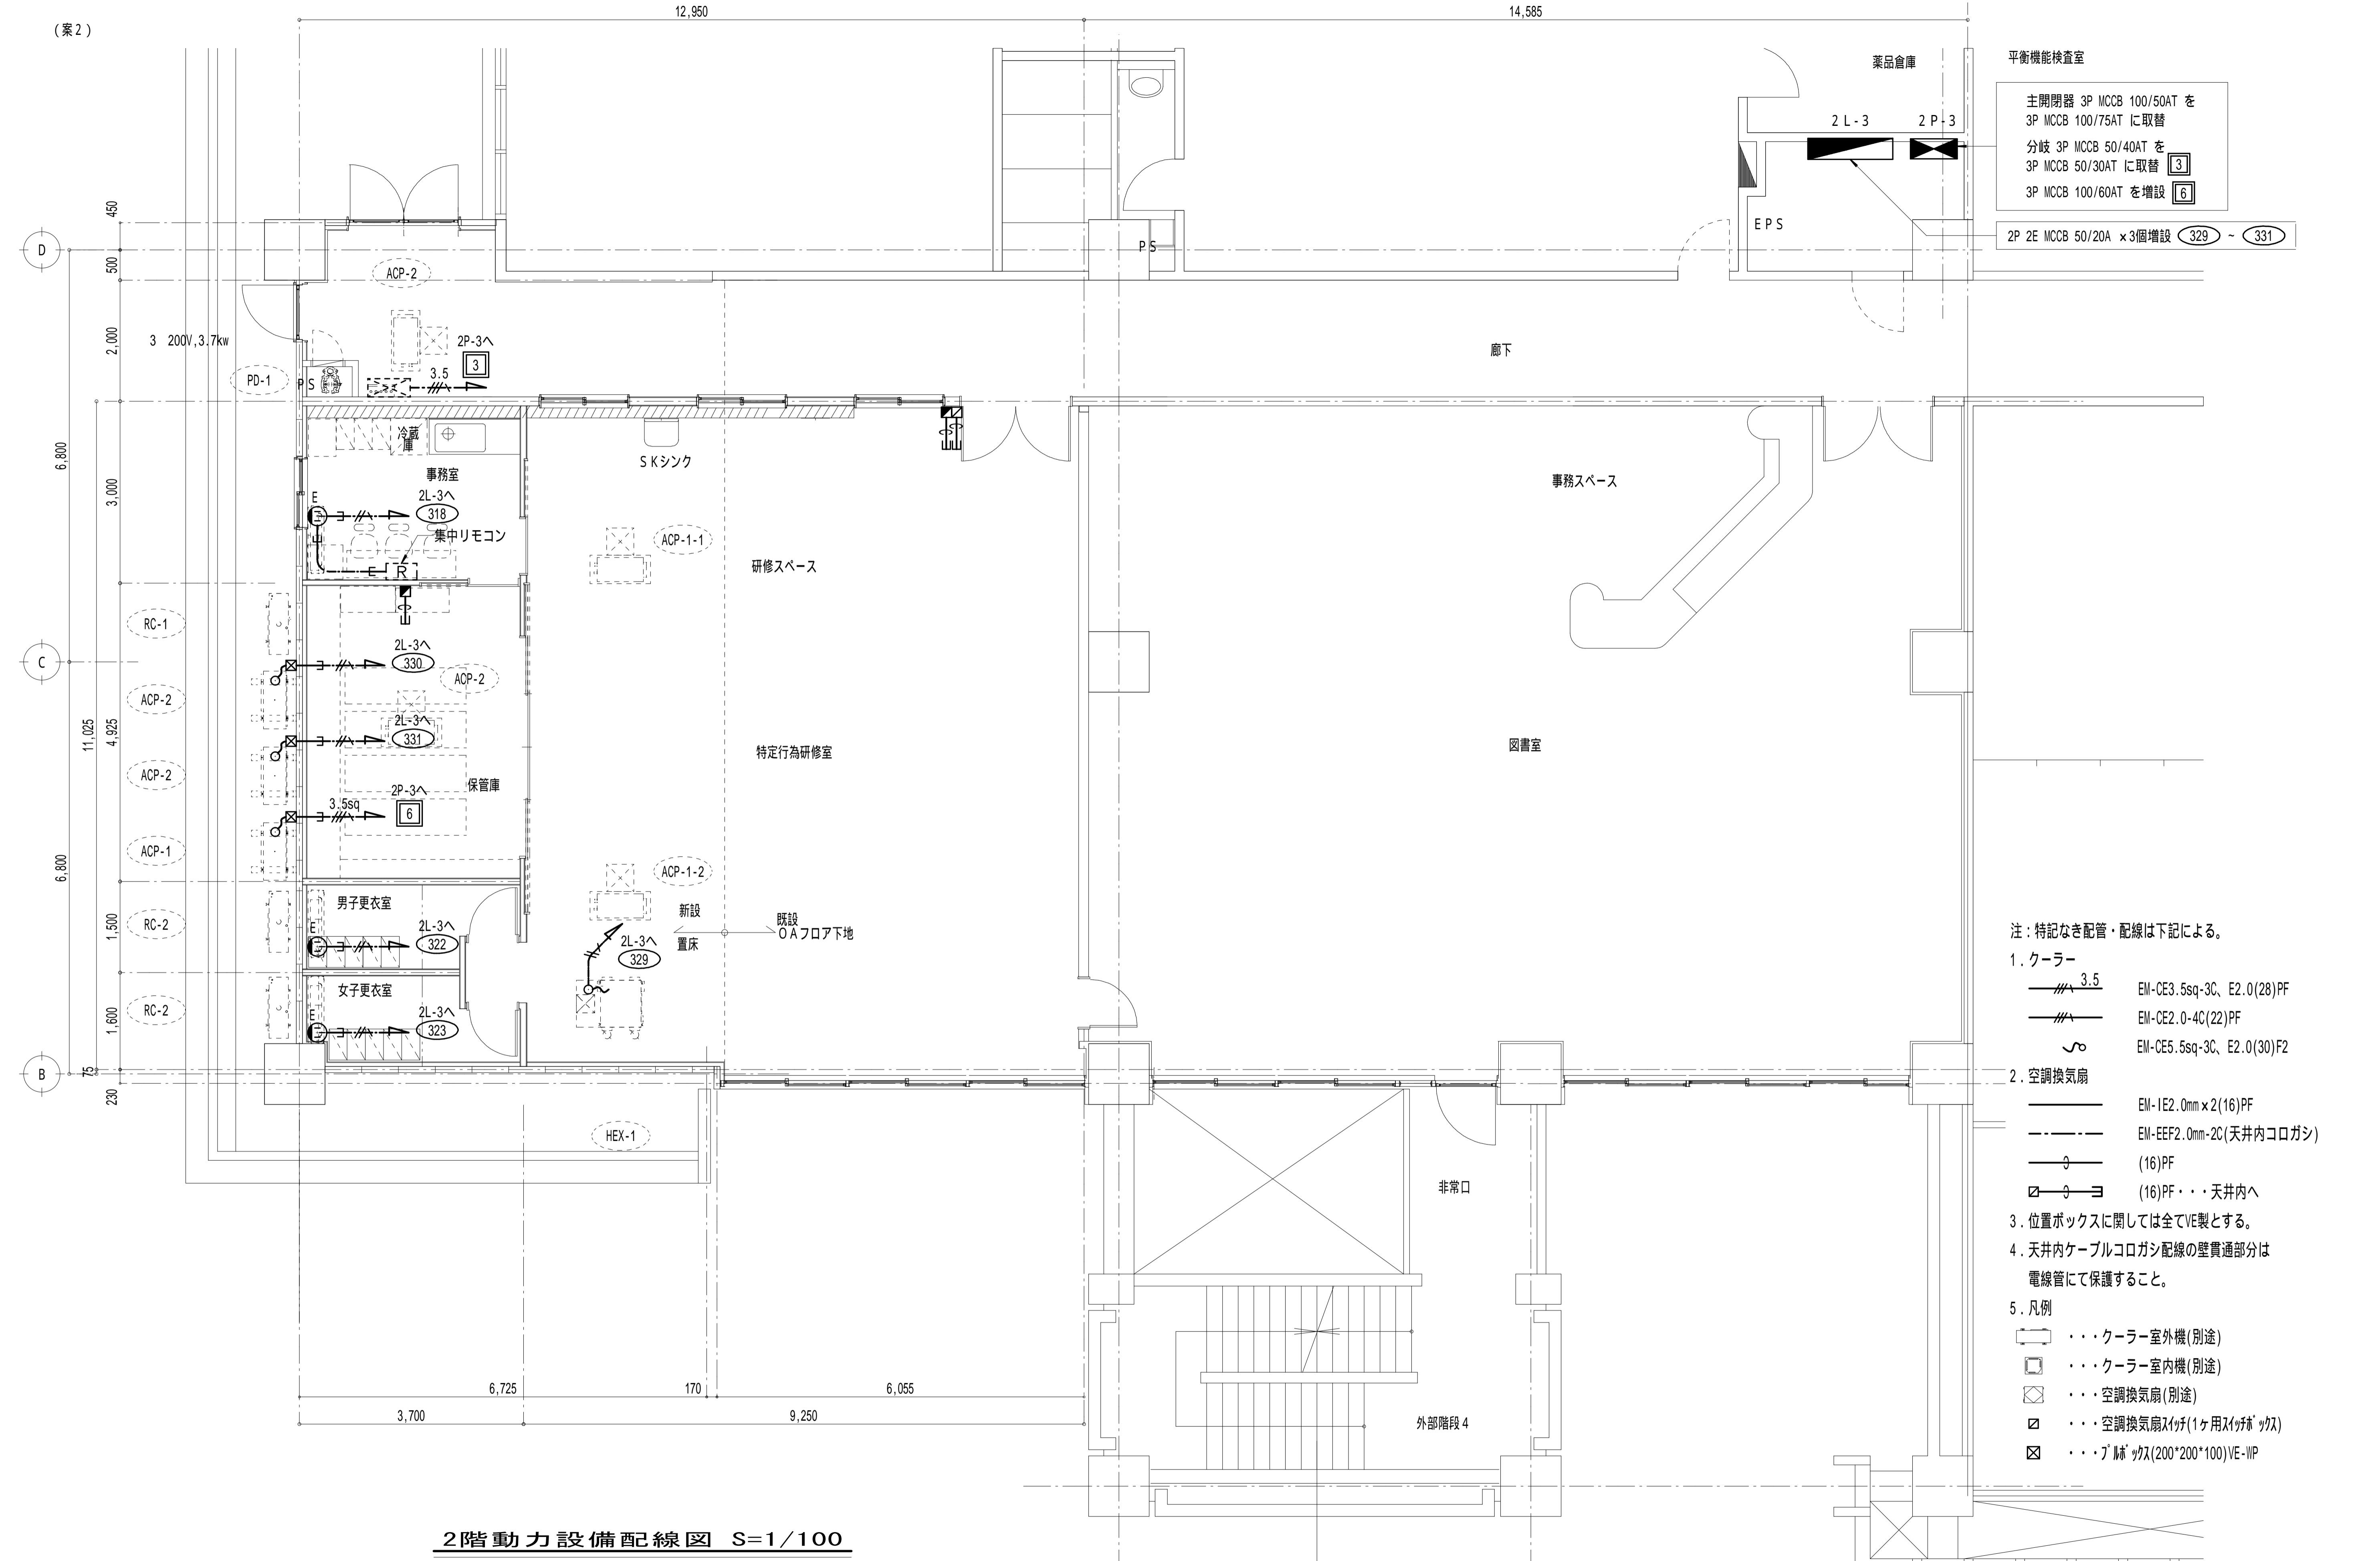 (案2)
12,950
14,585
薬品倉庫
平衡機能検査室
主開閉器 3P MCCB 100/50AT を
3P MCCB 100/75AT に取替
分岐 3P MCCB 50/40AT を
3P MCCB 50/30AT に取替 3
3P MCCB 100/60AT を増設 6
2L-3
2P-3
2P 2E MCCB 50/20A ×3個増設 329 ~ 331
EPS
PS
450
D
500
ACP-2
2,000
3 200V,3.7kw
2P-3へ
3
3.5
PD-1
PS
廊下
冷蔵
庫
SKシンク
事務室
6,800
3,000
E
2L-3へ
318
集中リモコン
R
ACP-1-1
研修スペース
事務スペース
RC-1
2L-3へ
330
C
ACP-2
ACP-2
2L-3へ
331
11,025
4,925
特定行為研修室
図書室
ACP-2
保管庫
2P-3へ
6
3.5sq
ACP-1
6,800
ACP-1-2
男子更衣室
新設
置床
既設
OAフロア下地
RC-2
E
2L-3へ
322
1,500
2L-3へ
329
女子更衣室
RC-2
E
2L-3へ
323
1,600
B
75
230
HEX-1
非常口
外部階段4
6,725
170
6,055
3,700
9,250
注：特記なき配管・配線は下記による。
1．クーラー
3.5 EM-CE3.5sq-3C、E2.0(28)PF
EM-CE2.0-4C(22)PF
EM-CE5.5sq-3C、E2.0(30)F2
2．空調換気扇
EM-IE2.0mm×2(16)PF
EM-EEF2.0mm-2C(天井内コロガシ)
(16)PF
(16)PF・・・天井内へ
3．位置ボックスに関しては全てVE製とする。
4．天井内ケーブルコロガシ配線の壁貫通部分は
電線管にて保護すること。
5．凡例
・・・クーラー室外機(別途)
・・・クーラー室内機(別途)
・・・空調換気扇(別途)
・・・空調換気扇ｽｲｯﾁ(1ヶ用ｽｲｯﾁﾎﾞｯｸｽ)
・・・ﾌﾟﾙﾎﾞｯｸｽ(200*200*100)VE-WP
2階動力設備配線図 S=1/100